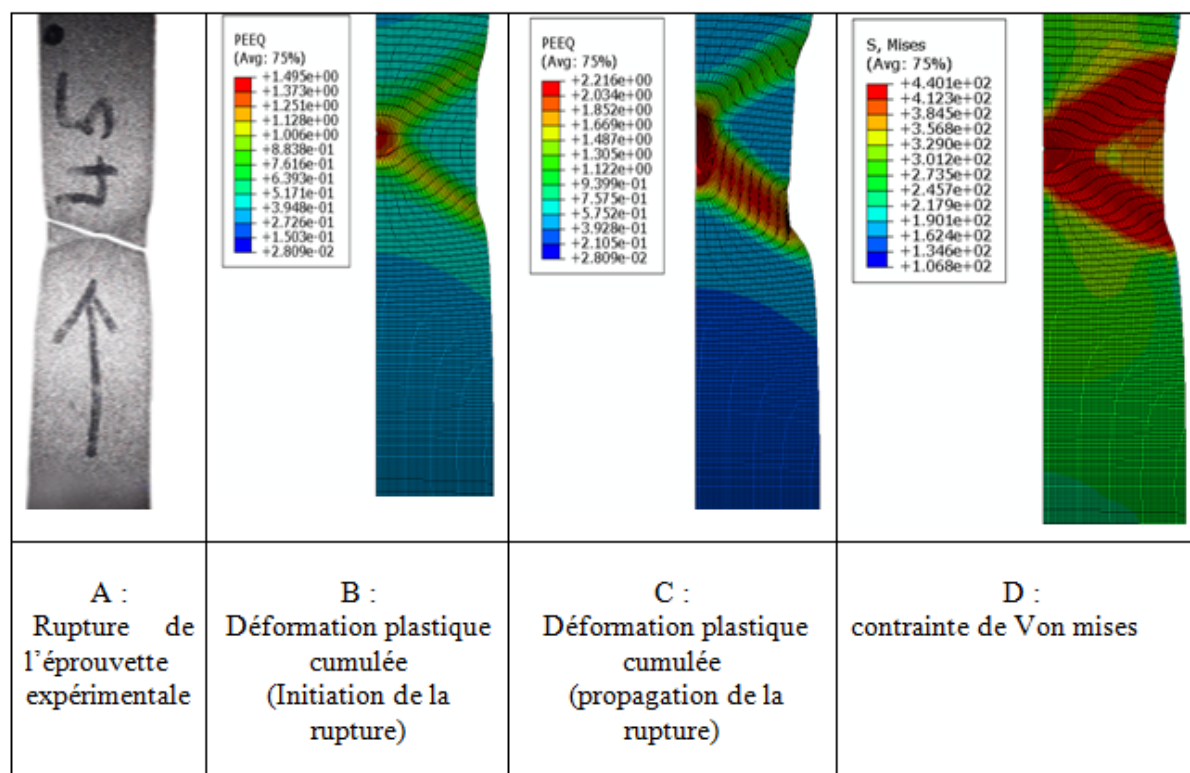 45
PEEQ
(Avg: 75%)
+1.495e+00
+1.373e+00
+1.251e+00
+1.128e+00
+1.006e+00
+8.838e-01
+7.616e-01
+6.393e-01
+5.171e-01
+3.948e-01
+2.726e-01
+1.503e-01
+2.809e-02
PEEQ
(Avg: 75%)
+2.216e+00
+2.034e+00
+1.852e+00
+1.669e+00
+1.487e+00
+1.305e+00
+1.122e+00
+9.399e-01
+7.575e-01
+5.752e-01
+3.928e-01
+2.105e-01
+2.809e-02
S, Mises
(Avg: 75%)
+4.401e+02
+4.123e+02
+3.845e+02
+3.568e+02
+3.290e+02
+3.012e+02
+2.735e+02
+2.457e+02
+2.179e+02
+1.901e+02
+1.624e+02
+1.346e+02
+1.068e+02
A :
Rupture de
l'éprouvette
expérimentale
B :
Déformation plastique
cumulée
(Initiation de la
rupture)
C :
Déformation plastique
cumulée
(propagation de la
rupture)
D :
contrainte de Von mises